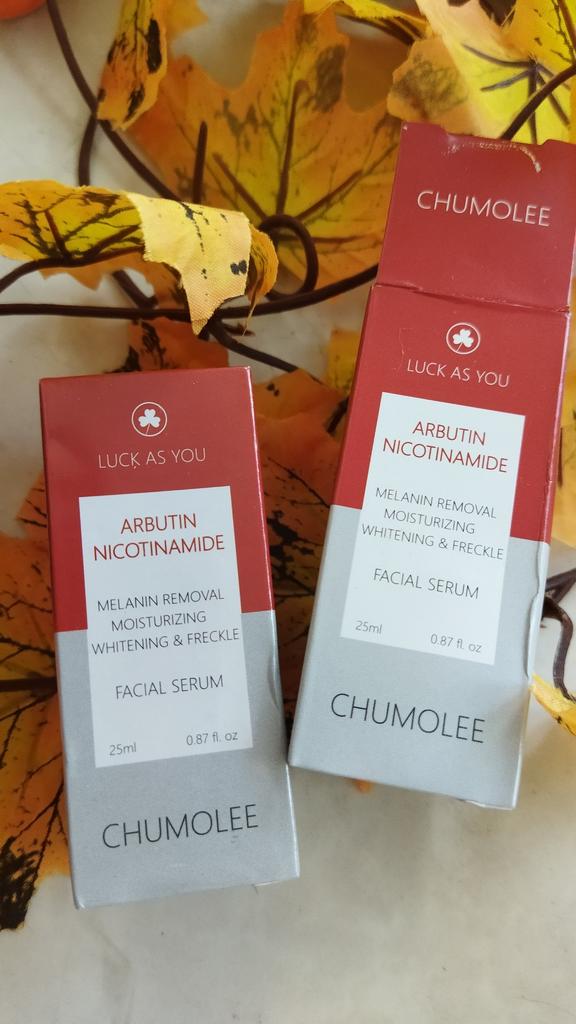 LUCK AS YOU
ARBUTIN
NICOTINAMIDE
MELANIN REMOVAL
MOISTURIZING
WHITENING & FRECKLE
FACIAL SERUM
25ml 0.87 fl. oz
CHUMOLEE
CHUMOLEE
LUCK AS YOU
ARBUTIN
NICOTINAMIDE
MELANIN REMOVAL
MOISTURIZING
WHITENING & FRECKLE
FACIAL SERUM
25ml 0.87 fl. oz
CHUMOLEE